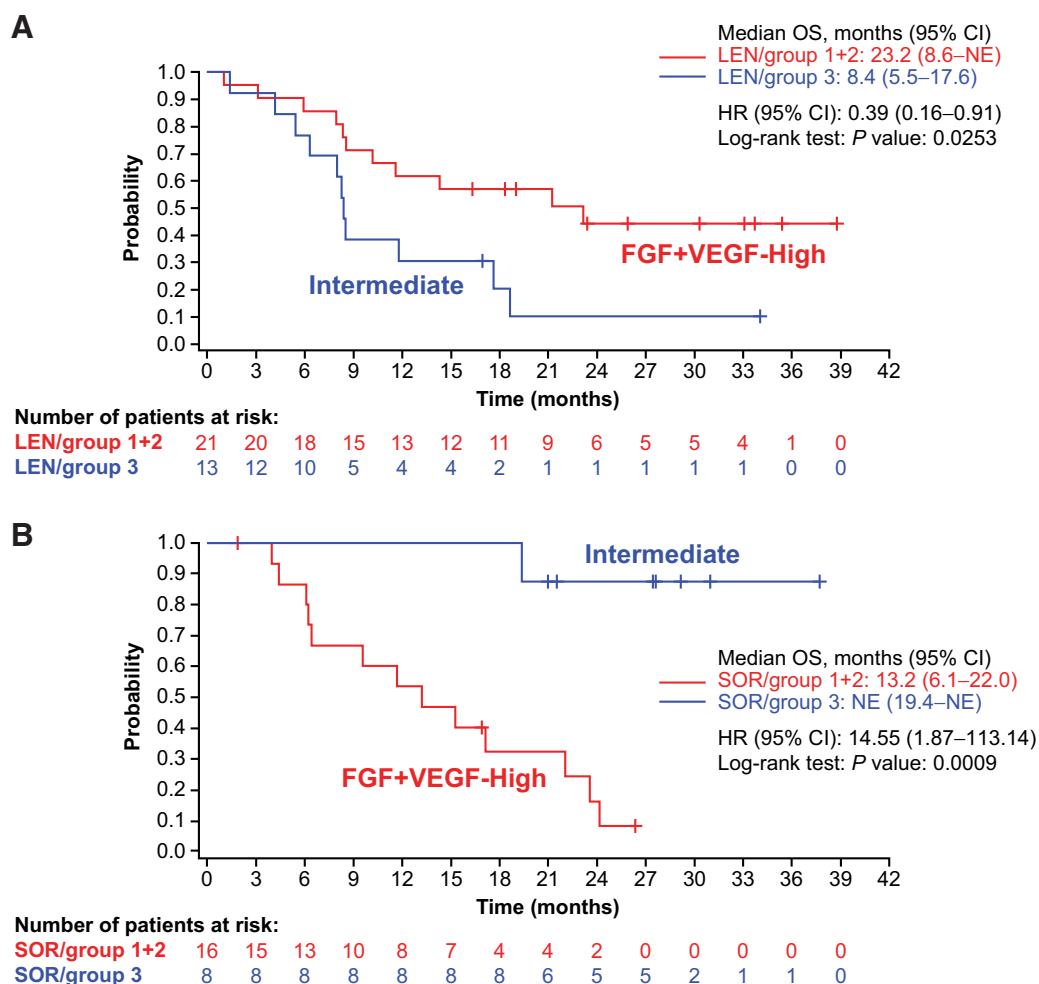 A
Median OS, months (95% CI)
LEN/group 1+2: 23.2 (8.6–NE)
LEN/group 3: 8.4 (5.5–17.6)
HR (95% CI): 0.39 (0.16–0.91)
Log-rank test: P value: 0.0253
1.0
0.9
0.8
0.7
0.6
0.5
0.4
0.3
0.2
0.1
0.0
Probability
FGF+VEGF-High
Intermediate
0 3 6 9 12 15 18 21 24 27 30 33 36 39 42
Time (months)
Number of patients at risk:
LEN/group 1+2 21 20 18 15 13 12 11 9 6 5 5 4 1 0
LEN/group 3 13 12 10 5 4 4 2 1 1 1 1 1 0 0
B
1.0
0.9
0.8
0.7
0.6
0.5
0.4
0.3
0.2
0.1
0.0
Probability
Intermediate
Median OS, months (95% CI)
SOR/group 1+2: 13.2 (6.1–22.0)
SOR/group 3: NE (19.4–NE)
HR (95% CI): 14.55 (1.87–113.14)
Log-rank test: P value: 0.0009
FGF+VEGF-High
0 3 6 9 12 15 18 21 24 27 30 33 36 39 42
Time (months)
Number of patients at risk:
SOR/group 1+2 16 15 13 10 8 7 4 4 2 0 0 0 0 0
SOR/group 3 8 8 8 8 8 8 8 6 5 5 2 1 1 0